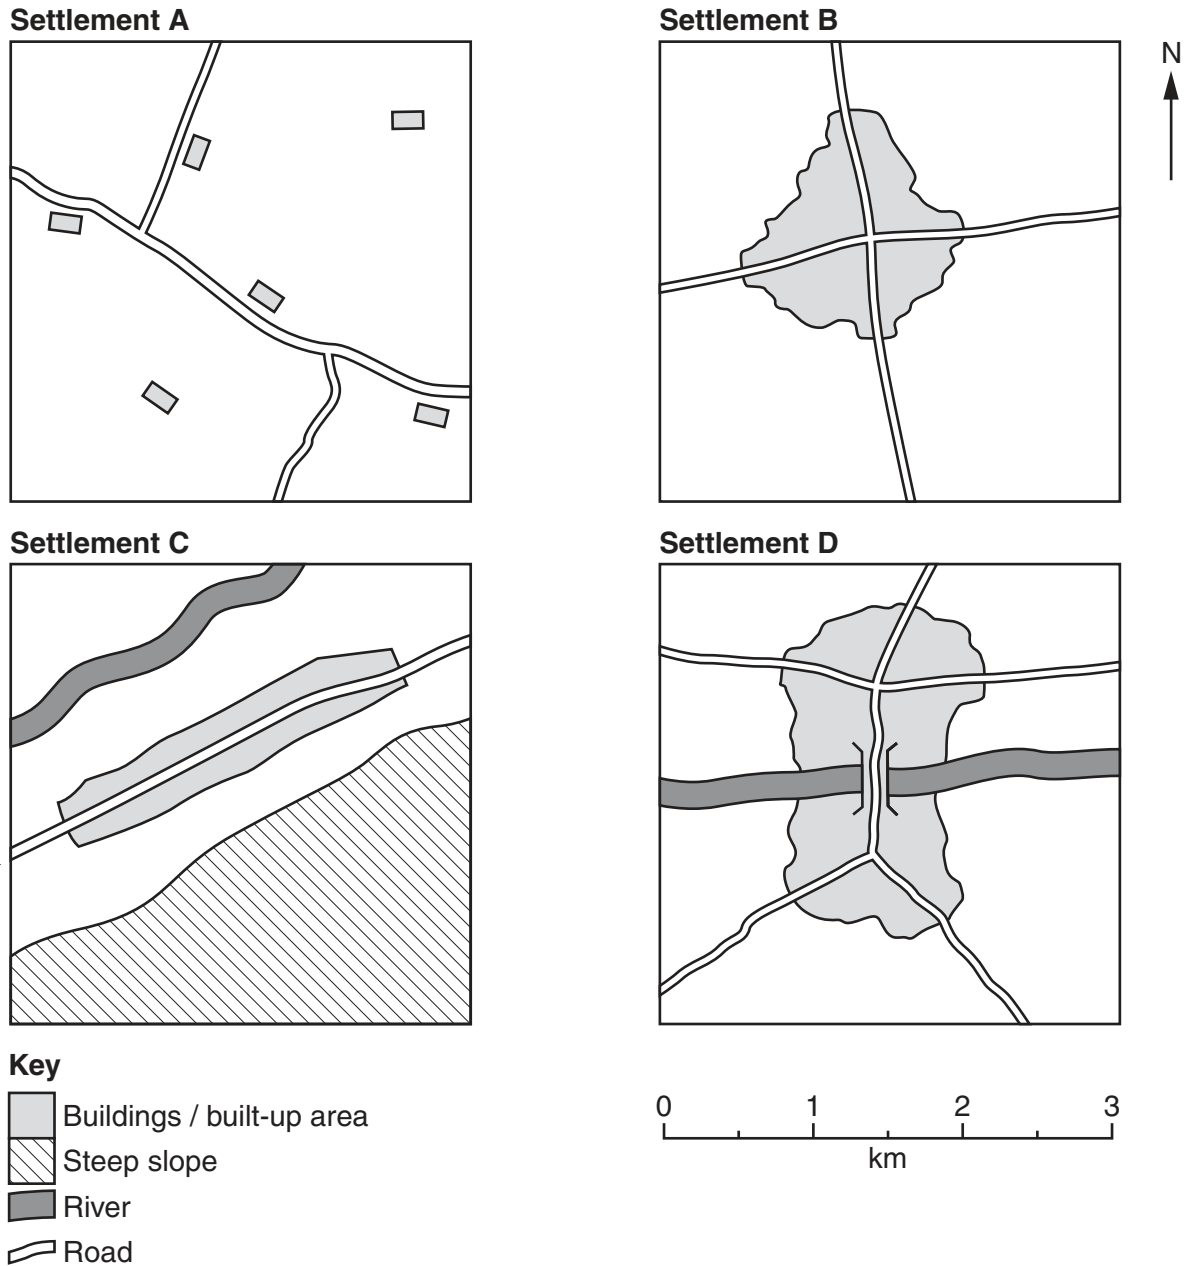 Settlement A
Settlement B
N
Settlement C
Settlement D
Key
Buildings / built-up area
Steep slope
River
Road
0 1 2 3
km